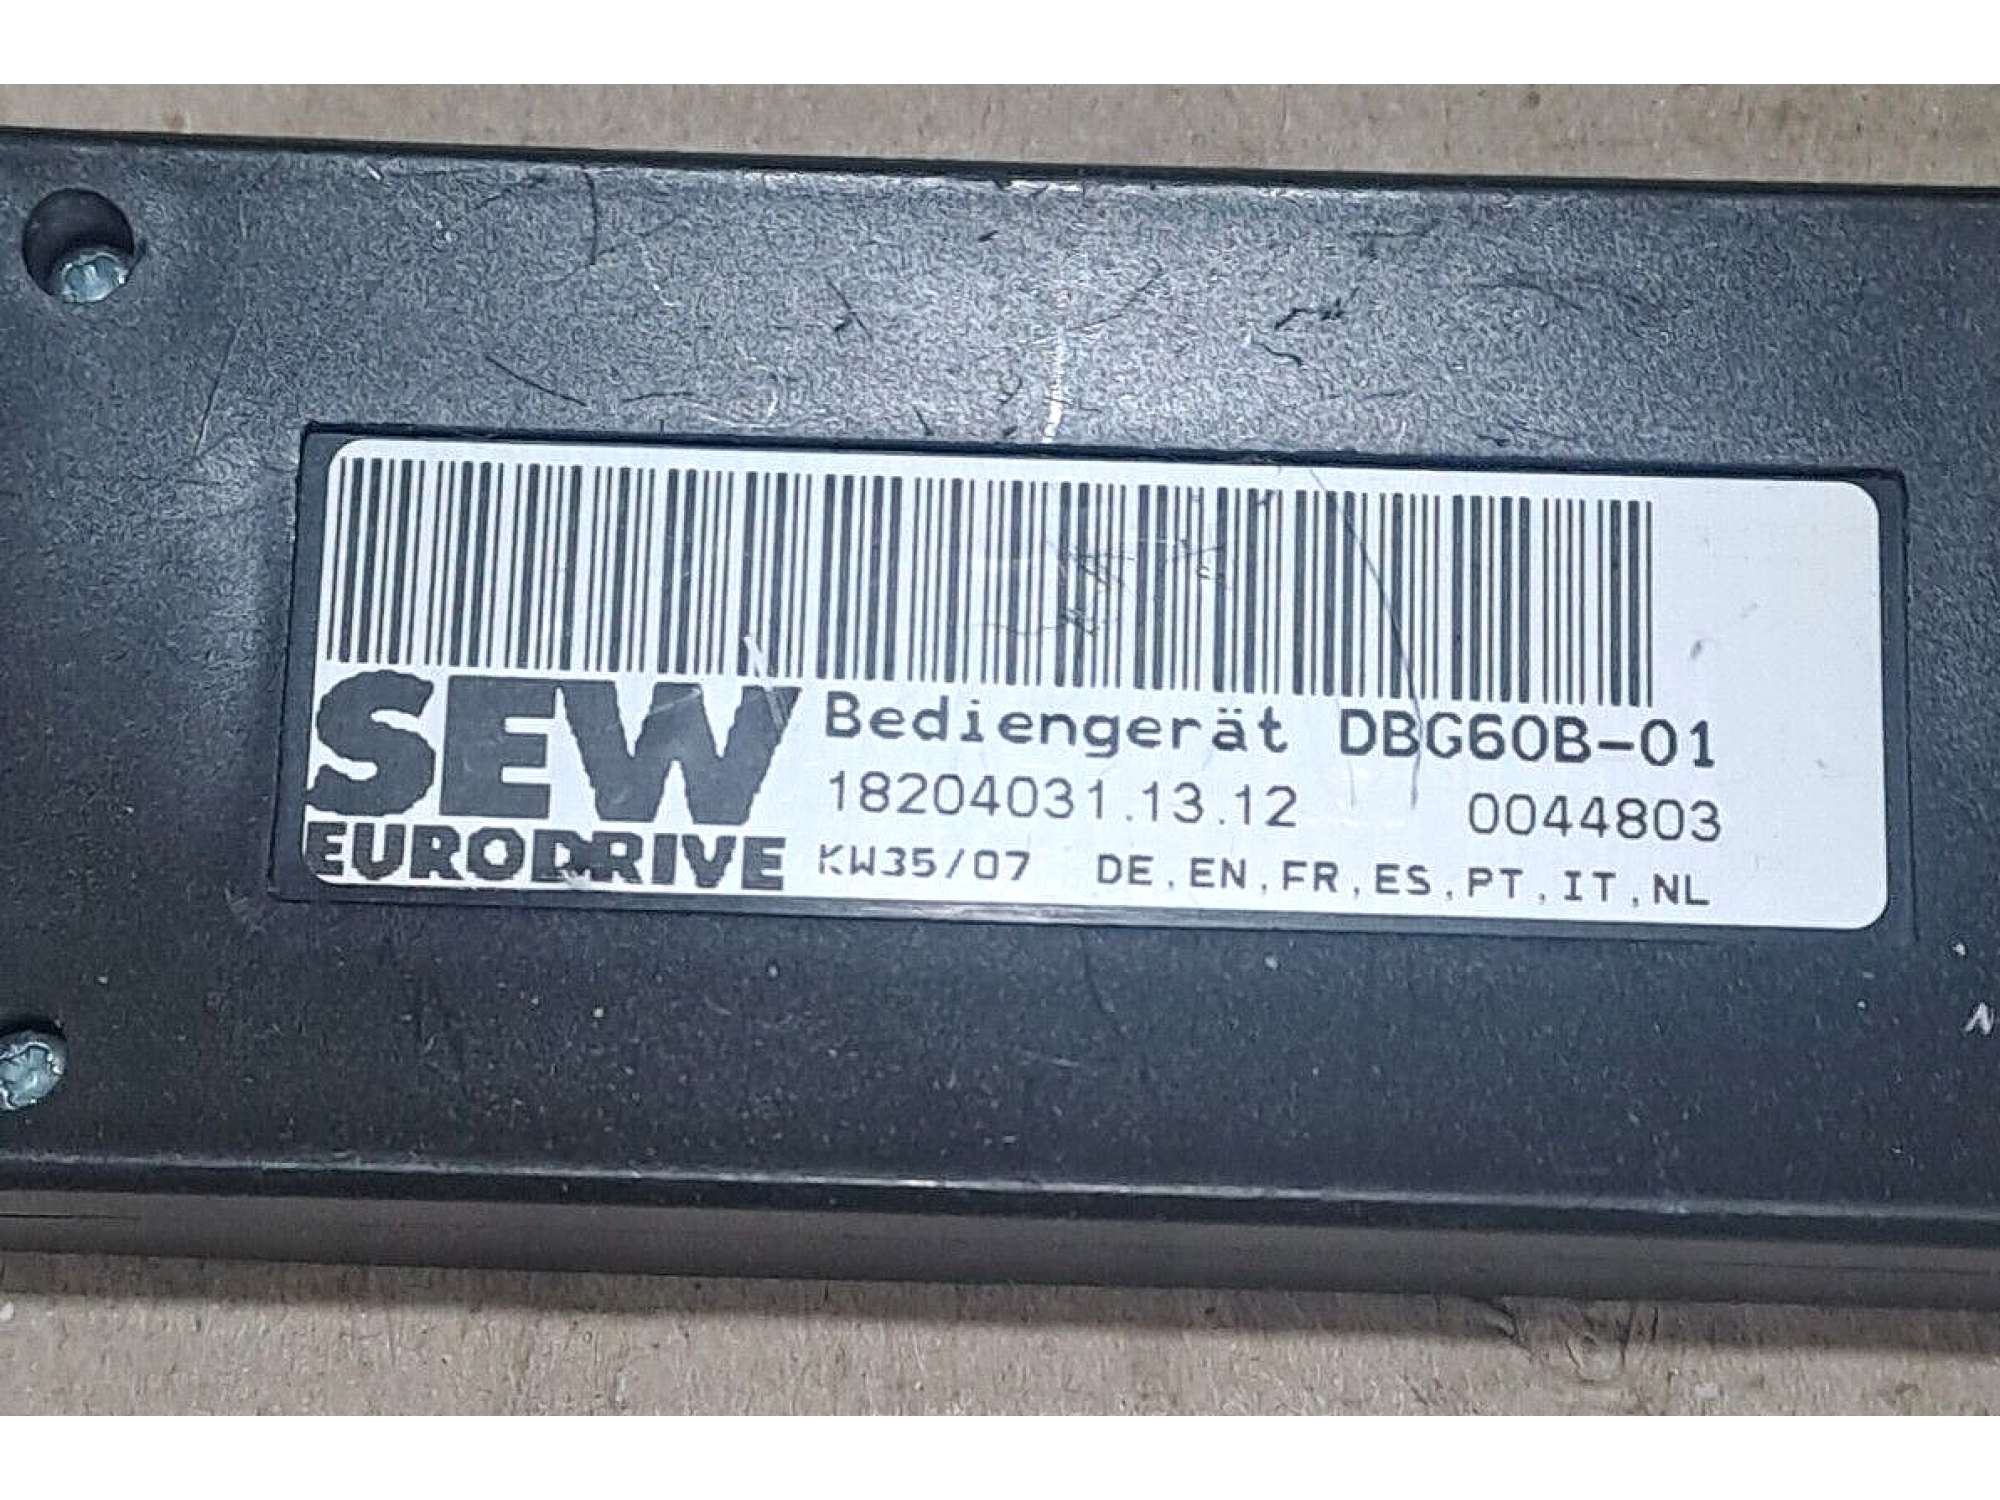 SEW
EURODRIVE
Bediengerät DBG60B-01
18204031.13.12 0044803
KW35/07 DE,EN,FR,ES,PT,IT,NL